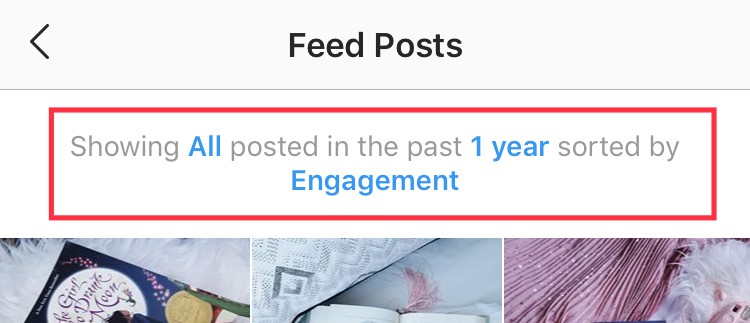 Feed Posts
Showing All posted in the past 1 year sorted by
Engagement
The Girl
Who Drank
the Moon